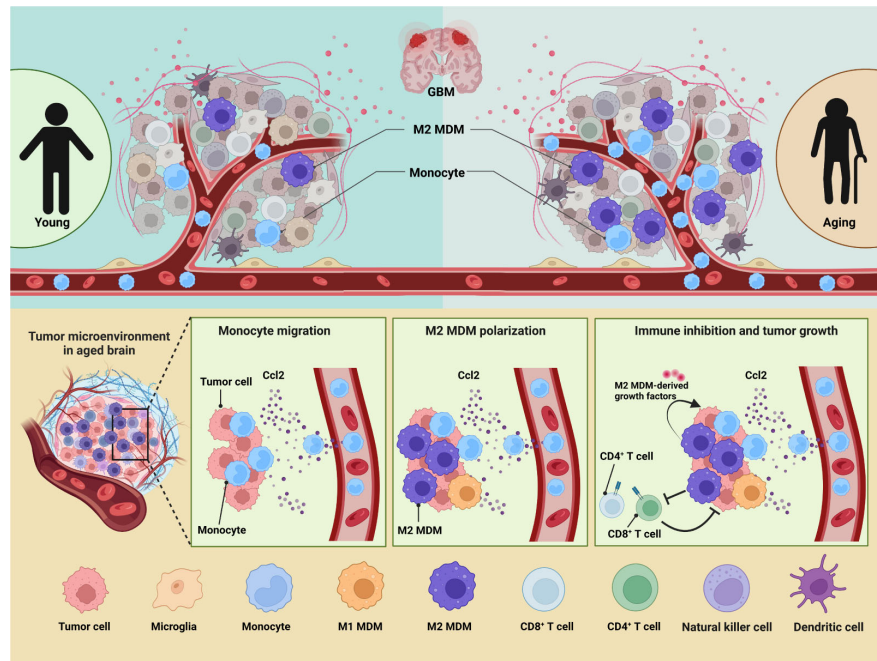 GBM
M2 MDM
Monocyte
Young
Aging
Tumor microenvironment
in aged brain
Monocyte migration
Tumor cell
Ccl2
Monocyte
M2 MDM polarization
Ccl2
M2 MDM
Immune inhibition and tumor growth
Ccl2
M2 MDM-derived
growth factors
CD4⁺ T cell
CD8⁺ T cell
Tumor cell
Microglia
Monocyte
M1 MDM
M2 MDM
CD8⁺ T cell
CD4⁺ T cell
Natural killer cell
Dendritic cell